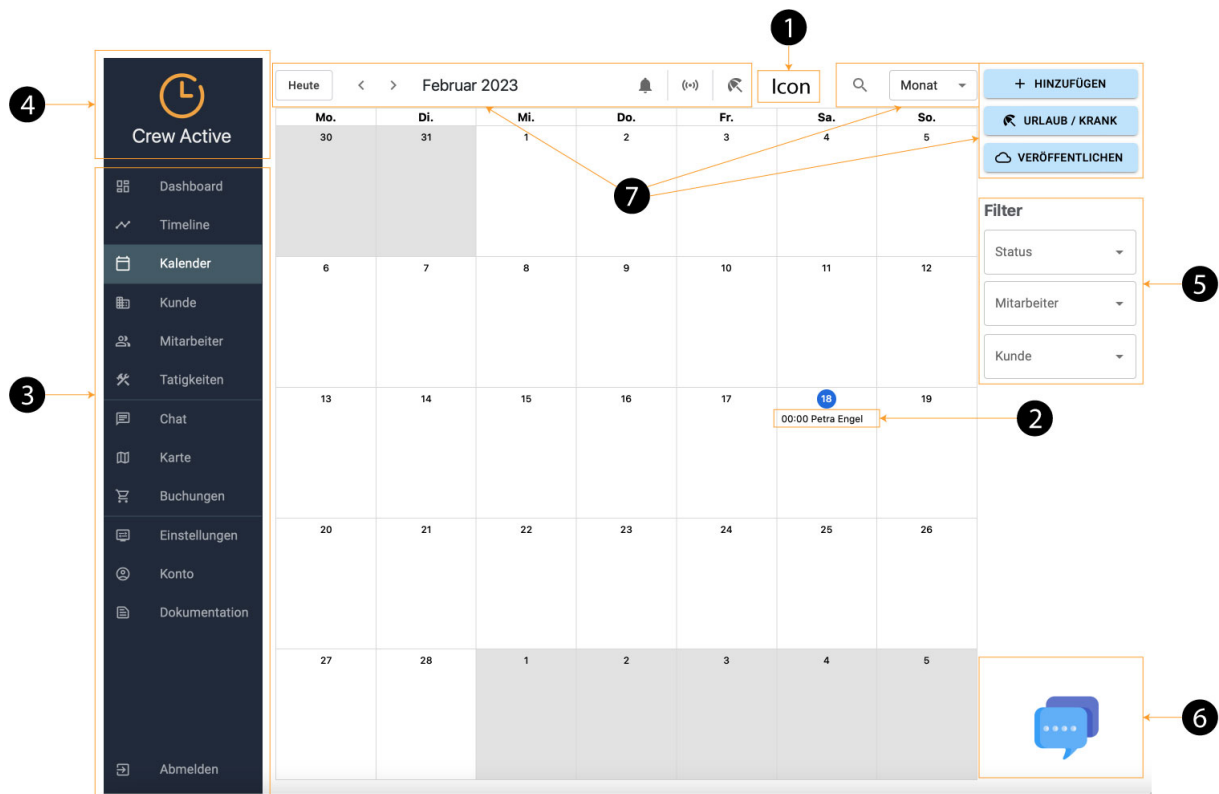 1
4
Crew Active
Heute < > Februar 2023 Icon Monat
+ HINZUFÜGEN
URLAUB / KRANK
VERÖFFENTLICHEN
Mo. Di. Mi. Do. Fr. Sa. So.
30 31 1 2 3 4 5
7
3
Dashboard
Timeline
Kalender
Kunde
Mitarbeiter
Tatigkeiten
Chat
Karte
Buchungen
Einstellungen
Konto
Dokumentation
Abmelden
6 7 8 9 10 11 12
13 14 15 16 17 18 19
00:00 Petra Engel
2
20 21 22 23 24 25 26
27 28 1 2 3 4 5
Filter
Status
Mitarbeiter
Kunde
5
6